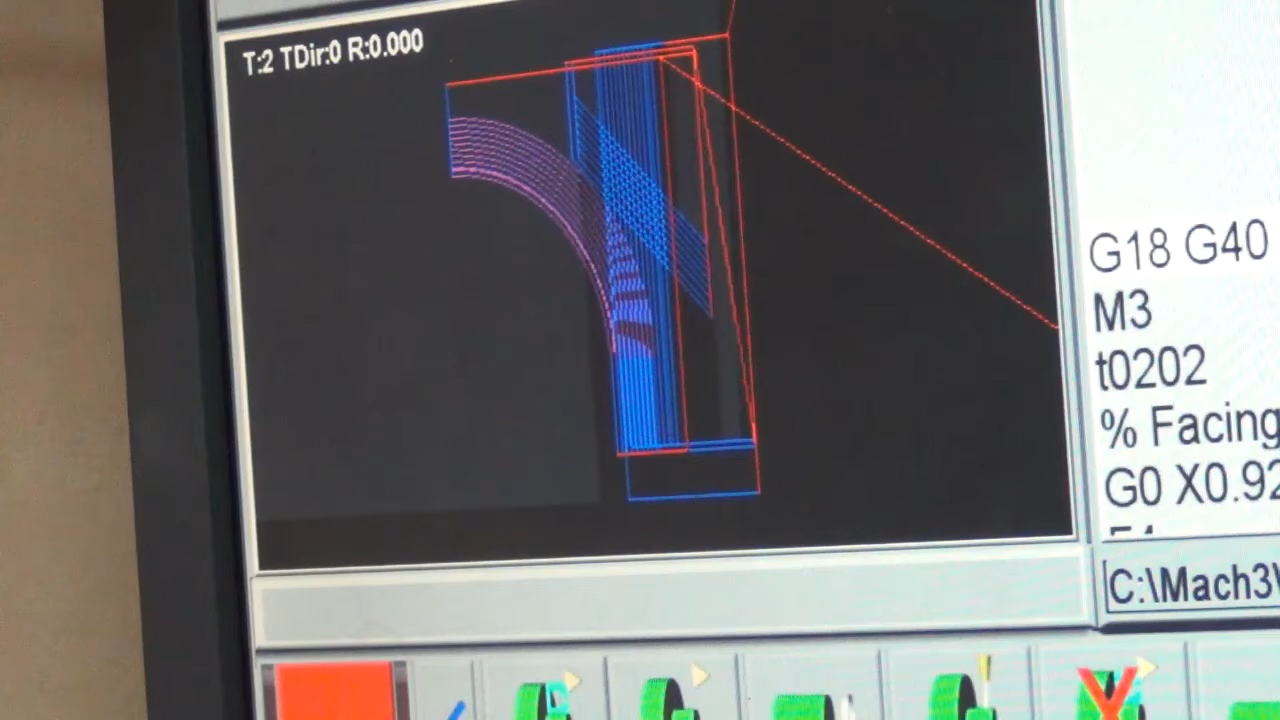 T:2 TDir:0 R:0.000
G18 G40
M3
t0202
% Facing
G0 X0.92
C:\Mach3\